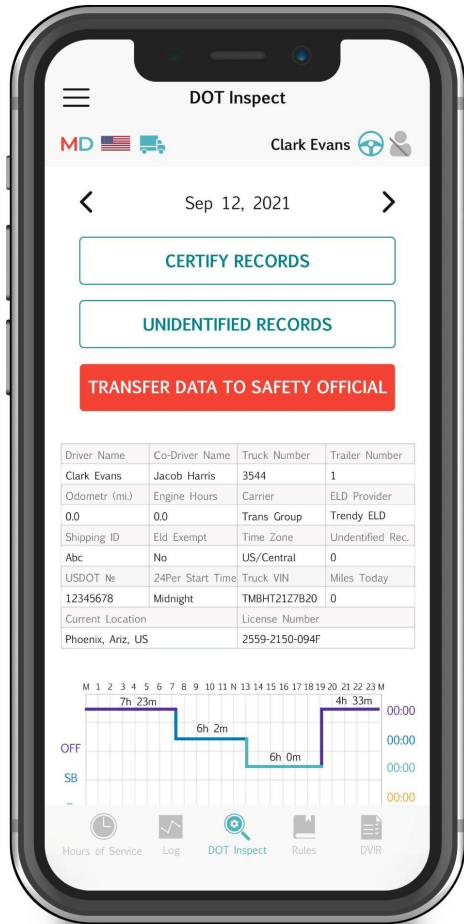 DOT Inspect
MD Clark Evans
Sep 12, 2021
CERTIFY RECORDS
UNIDENTIFIED RECORDS
TRANSFER DATA TO SAFETY OFFICIAL
Driver Name Co-Driver Name Truck Number Trailer Number
Clark Evans Jacob Harris 3544 1
Odometr (mi.) Engine Hours Carrier ELD Provider
0.0 0.0 Trans Group Trendy ELD
Shipping ID Eld Exempt Time Zone Undentified Rec.
Abc No US/Central 0
USDOT № 24Per Start Time Truck VIN Miles Today
12345678 Midnight TMBHT21Z7B20 0
Current Location License Number
Phoenix, Ariz, US 2559-2150-094F
M 1 2 3 4 5 6 7 8 9 10 11 N 13 14 15 16 17 18 19 20 21 22 23 M
7h 23m 4h 33m 00:00
6h 2m
OFF 00:00
6h 0m 00:00
SB
00:00
Hours of Service Log DOT Inspect Rules DVIR